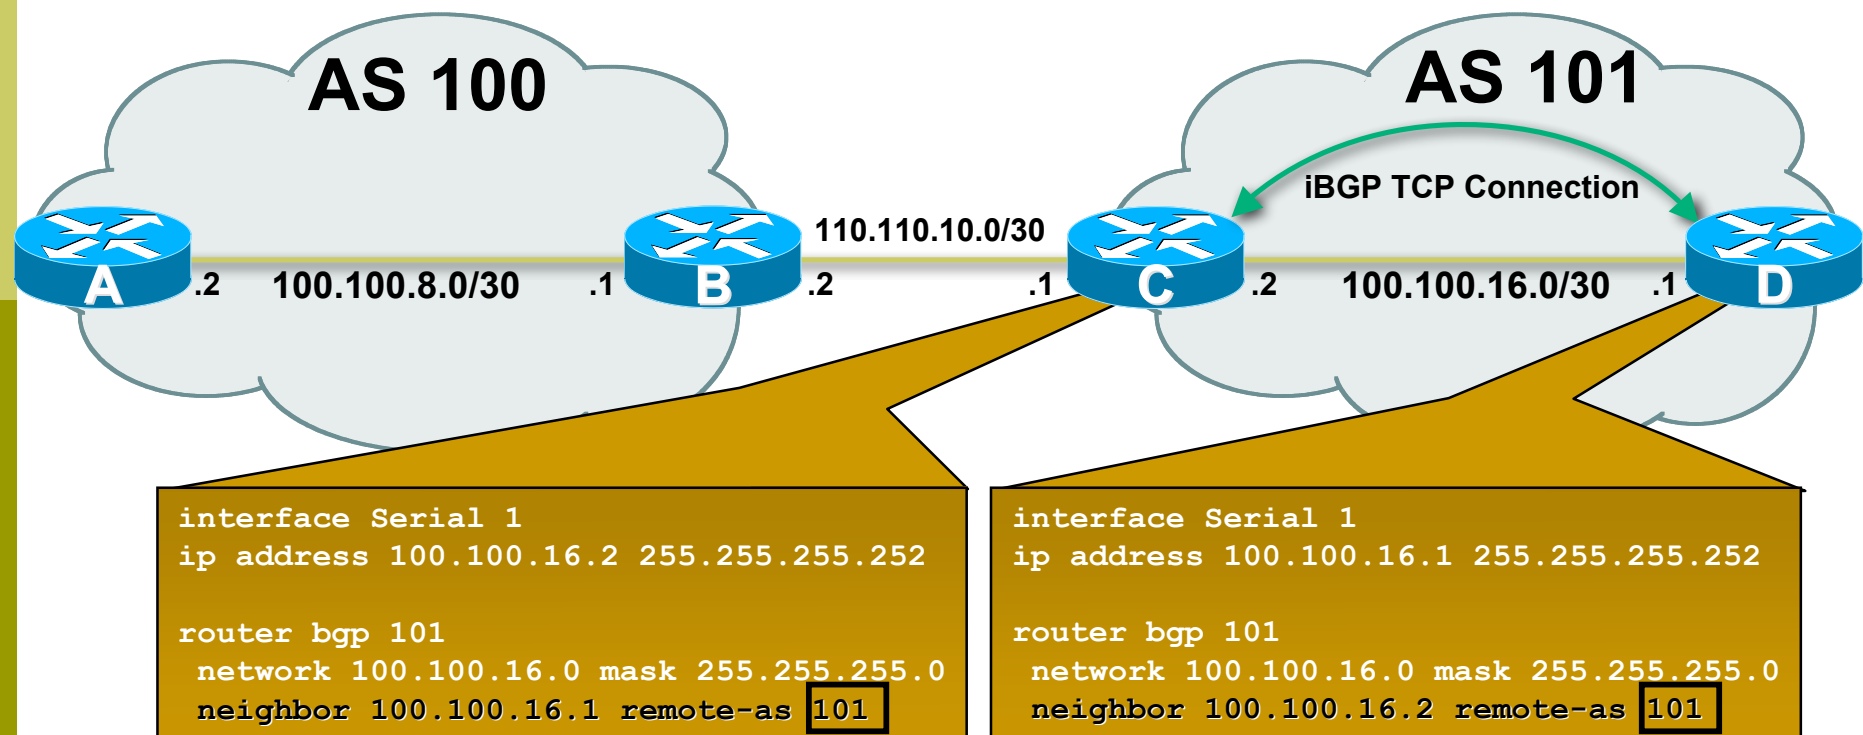 AS 100
AS 101
iBGP TCP Connection
110.110.10.0/30
A
.2
100.100.8.0/30
.1
B
.2
.1
C
.2
100.100.16.0/30
.1
D
interface Serial 1
ip address 100.100.16.2 255.255.255.252
router bgp 101
network 100.100.16.0 mask 255.255.255.0
neighbor 100.100.16.1 remote-as 101
interface Serial 1
ip address 100.100.16.1 255.255.255.252
router bgp 101
network 100.100.16.0 mask 255.255.255.0
neighbor 100.100.16.2 remote-as 101